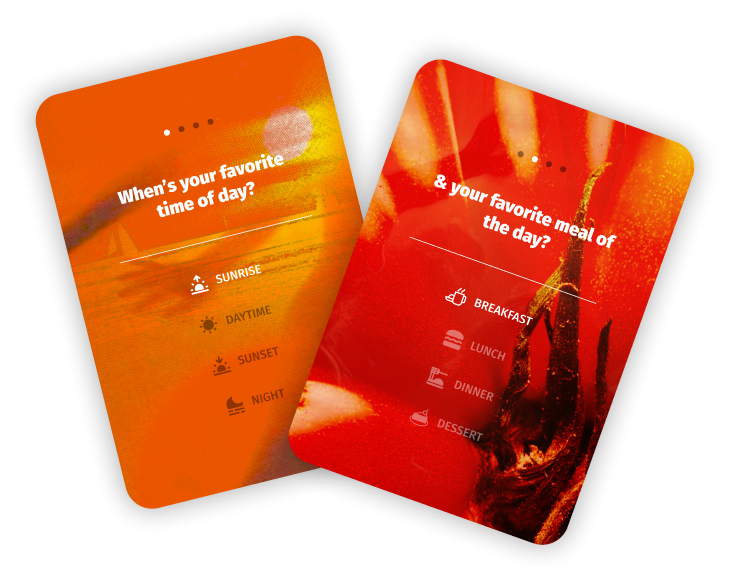 When's your favorite
time of day?
SUNRISE
DAYTIME
SUNSET
NIGHT
& your favorite meal of
the day?
BREAKFAST
LUNCH
DINNER
DESSERT